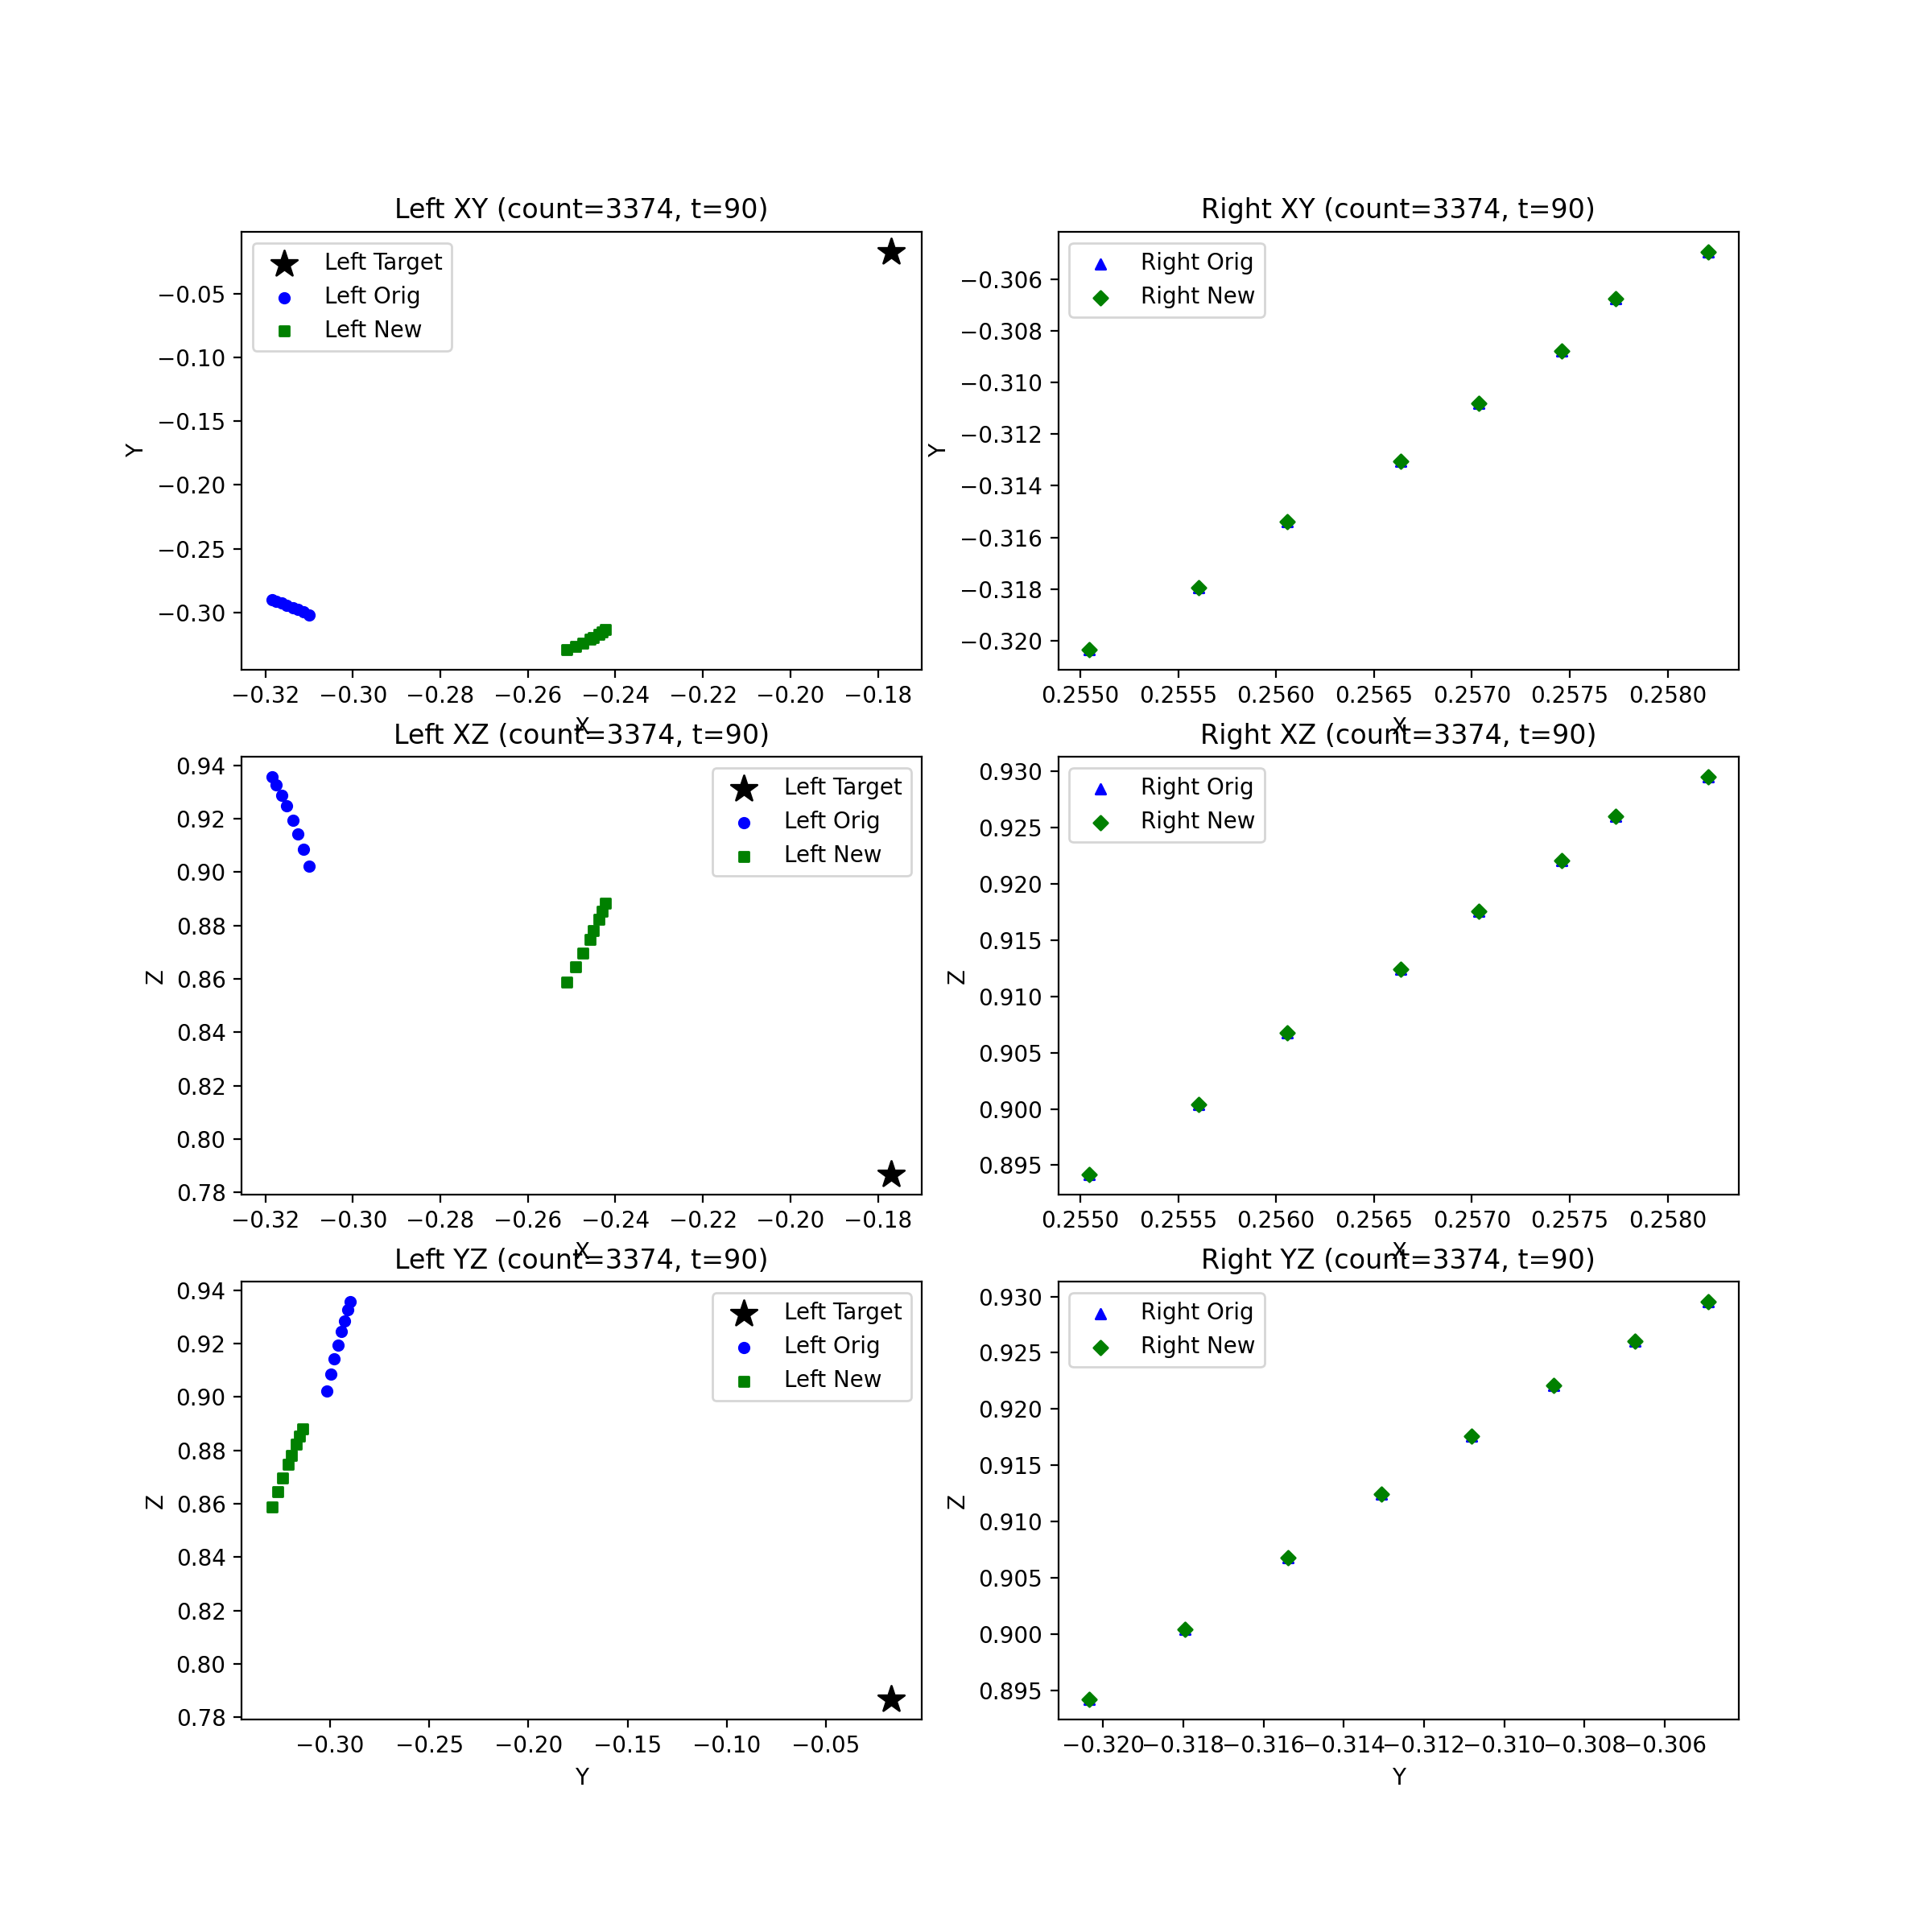 Left XY (count=3374, t=90)
Left Target
Left Orig
Left New
Y
−0.05
−0.10
−0.15
−0.20
−0.25
−0.30
−0.32 −0.30 −0.28 −0.26 −0.24 −0.22 −0.20 −0.18
X
Right XY (count=3374, t=90)
Right Orig
Right New
Y
−0.306
−0.308
−0.310
−0.312
−0.314
−0.316
−0.318
−0.320
0.2550 0.2555 0.2560 0.2565 0.2570 0.2575 0.2580
X
Left XZ (count=3374, t=90)
Left Target
Left Orig
Left New
Z
0.94
0.92
0.90
0.88
0.86
0.84
0.82
0.80
0.78
−0.32 −0.30 −0.28 −0.26 −0.24 −0.22 −0.20 −0.18
X
Right XZ (count=3374, t=90)
Right Orig
Right New
Z
0.930
0.925
0.920
0.915
0.910
0.905
0.900
0.895
0.2550 0.2555 0.2560 0.2565 0.2570 0.2575 0.2580
X
Left YZ (count=3374, t=90)
Left Target
Left Orig
Left New
Z
0.94
0.92
0.90
0.88
0.86
0.84
0.82
0.80
0.78
−0.30 −0.25 −0.20 −0.15 −0.10 −0.05
Y
Right YZ (count=3374, t=90)
Right Orig
Right New
Z
0.930
0.925
0.920
0.915
0.910
0.905
0.900
0.895
−0.320 −0.318 −0.316 −0.314 −0.312 −0.310 −0.308 −0.306
Y